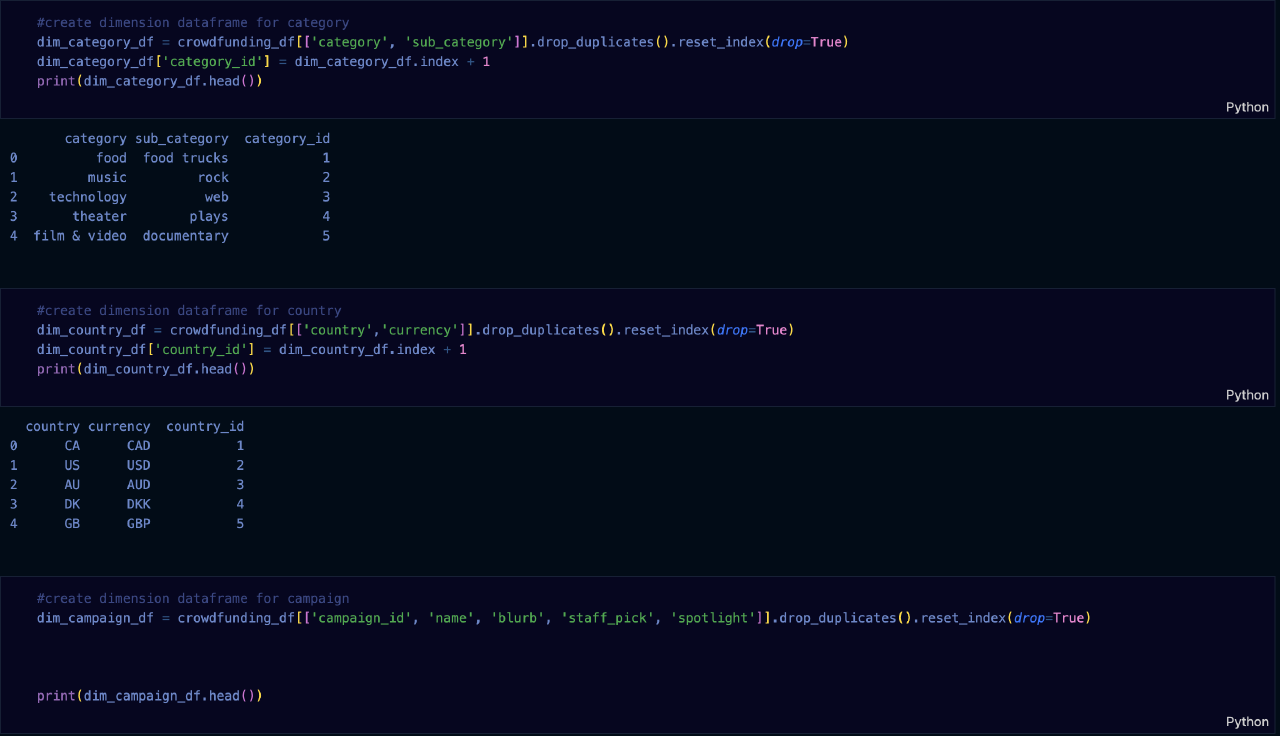 #create dimension dataframe for category
dim_category_df = crowdfunding_df[['category', 'sub_category']].drop_duplicates().reset_index(drop=True)
dim_category_df['category_id'] = dim_category_df.index + 1
print(dim_category_df.head())
Python
category sub_category category_id
0 food food trucks 1
1 music rock 2
2 technology web 3
3 theater plays 4
4 film & video documentary 5
#create dimension dataframe for country
dim_country_df = crowdfunding_df[['country','currency']].drop_duplicates().reset_index(drop=True)
dim_country_df['country_id'] = dim_country_df.index + 1
print(dim_country_df.head())
Python
country currency country_id
0 CA CAD 1
1 US USD 2
2 AU AUD 3
3 DK DKK 4
4 GB GBP 5
#create dimension dataframe for campaign
dim_campaign_df = crowdfunding_df[['campaign_id', 'name', 'blurb', 'staff_pick', 'spotlight']].drop_duplicates().reset_index(drop=True)
print(dim_campaign_df.head())
Python